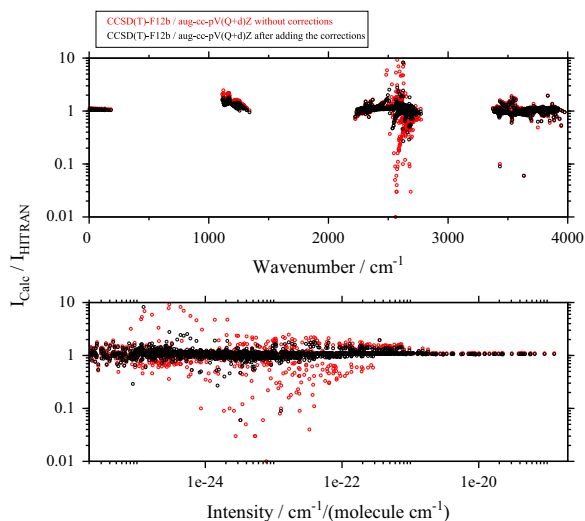 CCSD(T)-F12b / aug-cc-pV(Q+d)Z without corrections
CCSD(T)-F12b / aug-cc-pV(Q+d)Z after adding the corrections
10
1
0.1
0.01
0 1000 2000 3000 4000
Wavenumber / cm⁻¹
I_Calc / I_HITRAN
10
1
0.1
0.01
1e-24 1e-22 1e-20
Intensity / cm⁻¹/(molecule cm⁻¹)